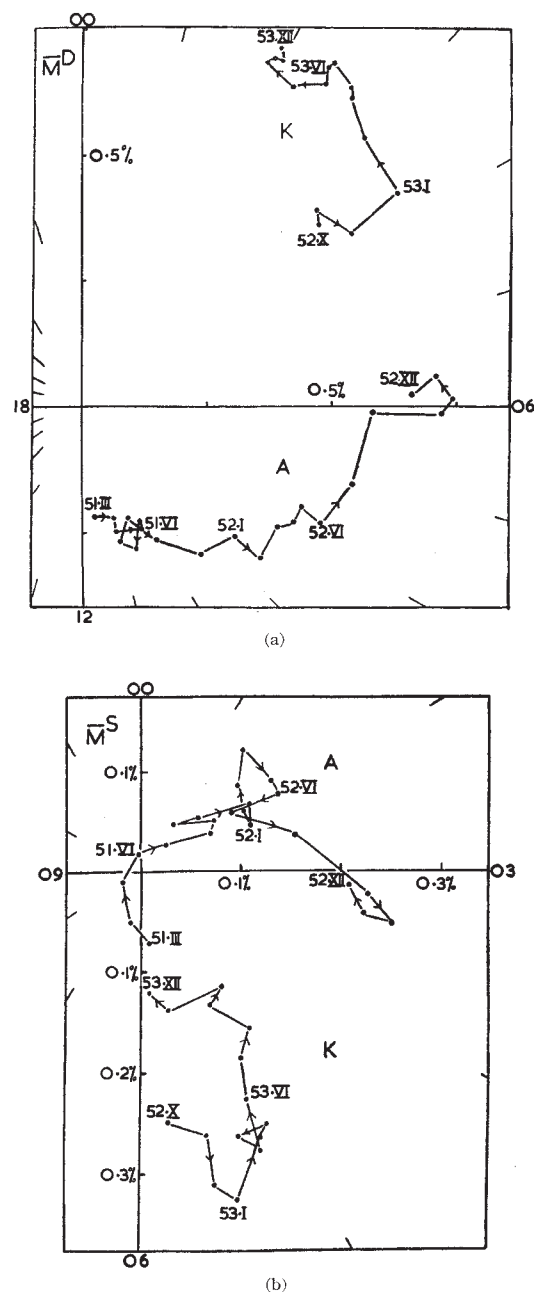 00
M̅ᴰ
53·XII
53·VI
K
0·5%
53·I
52·X
52·XII
0·5%
18
06
A
51·III
51·VI
52·I
52·VI
12
(a)
00
M̅ˢ
A
0·1%
52·VI
52·I
51·VI
09
03
0·1%
52·XII
0·3%
51·III
0·1%
53·XII
K
0·2%
53·VI
52·X
0·3%
53·I
06
(b)